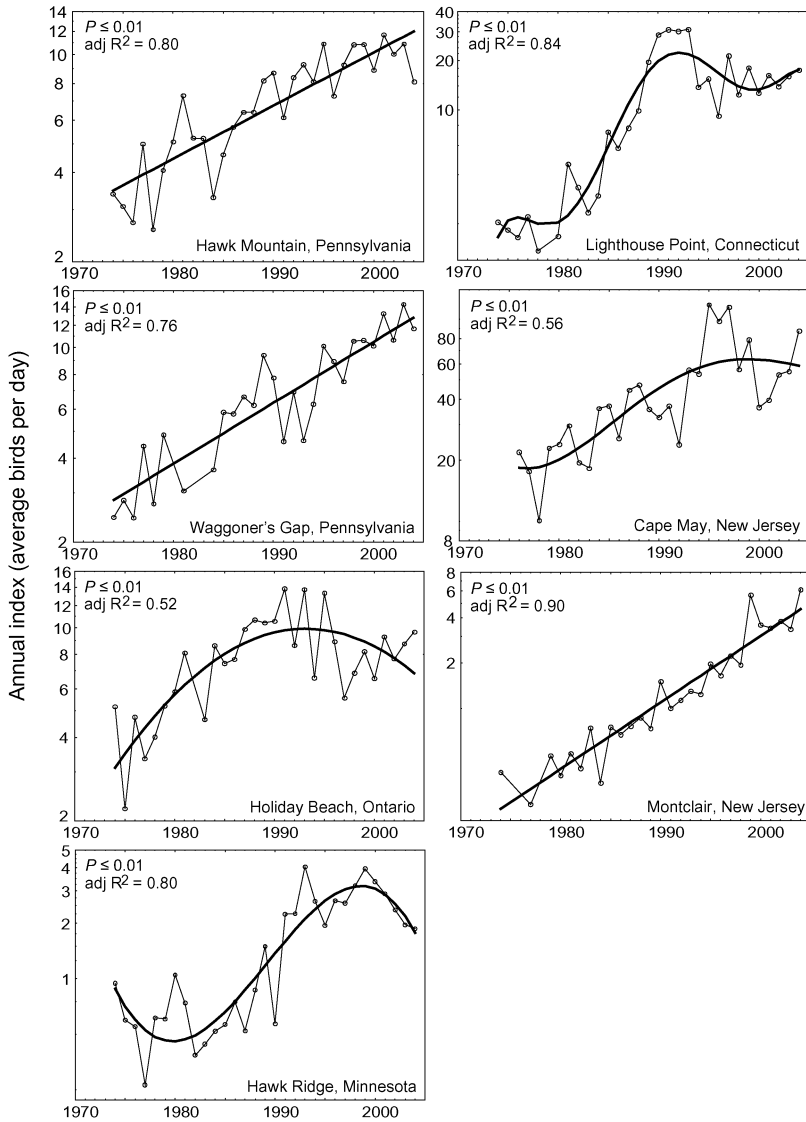 Annual index (average birds per day)
14
12
10
8
6
4
2
P ≤ 0.01
adj R2 = 0.80
Hawk Mountain, Pennsylvania
1970 1980 1990 2000
40
30
20
10
P ≤ 0.01
adj R2 = 0.84
Lighthouse Point, Connecticut
1970 1980 1990 2000
16
14
12
10
8
6
4
2
P ≤ 0.01
adj R2 = 0.76
Waggoner's Gap, Pennsylvania
1970 1980 1990 2000
80
60
40
20
8
P ≤ 0.01
adj R2 = 0.56
Cape May, New Jersey
1970 1980 1990 2000
16
14
12
10
8
6
4
2
P ≤ 0.01
adj R2 = 0.52
Holiday Beach, Ontario
1970 1980 1990 2000
8
6
4
2
P ≤ 0.01
adj R2 = 0.90
Montclair, New Jersey
1970 1980 1990 2000
5
4
3
2
1
P ≤ 0.01
adj R2 = 0.80
Hawk Ridge, Minnesota
1970 1980 1990 2000